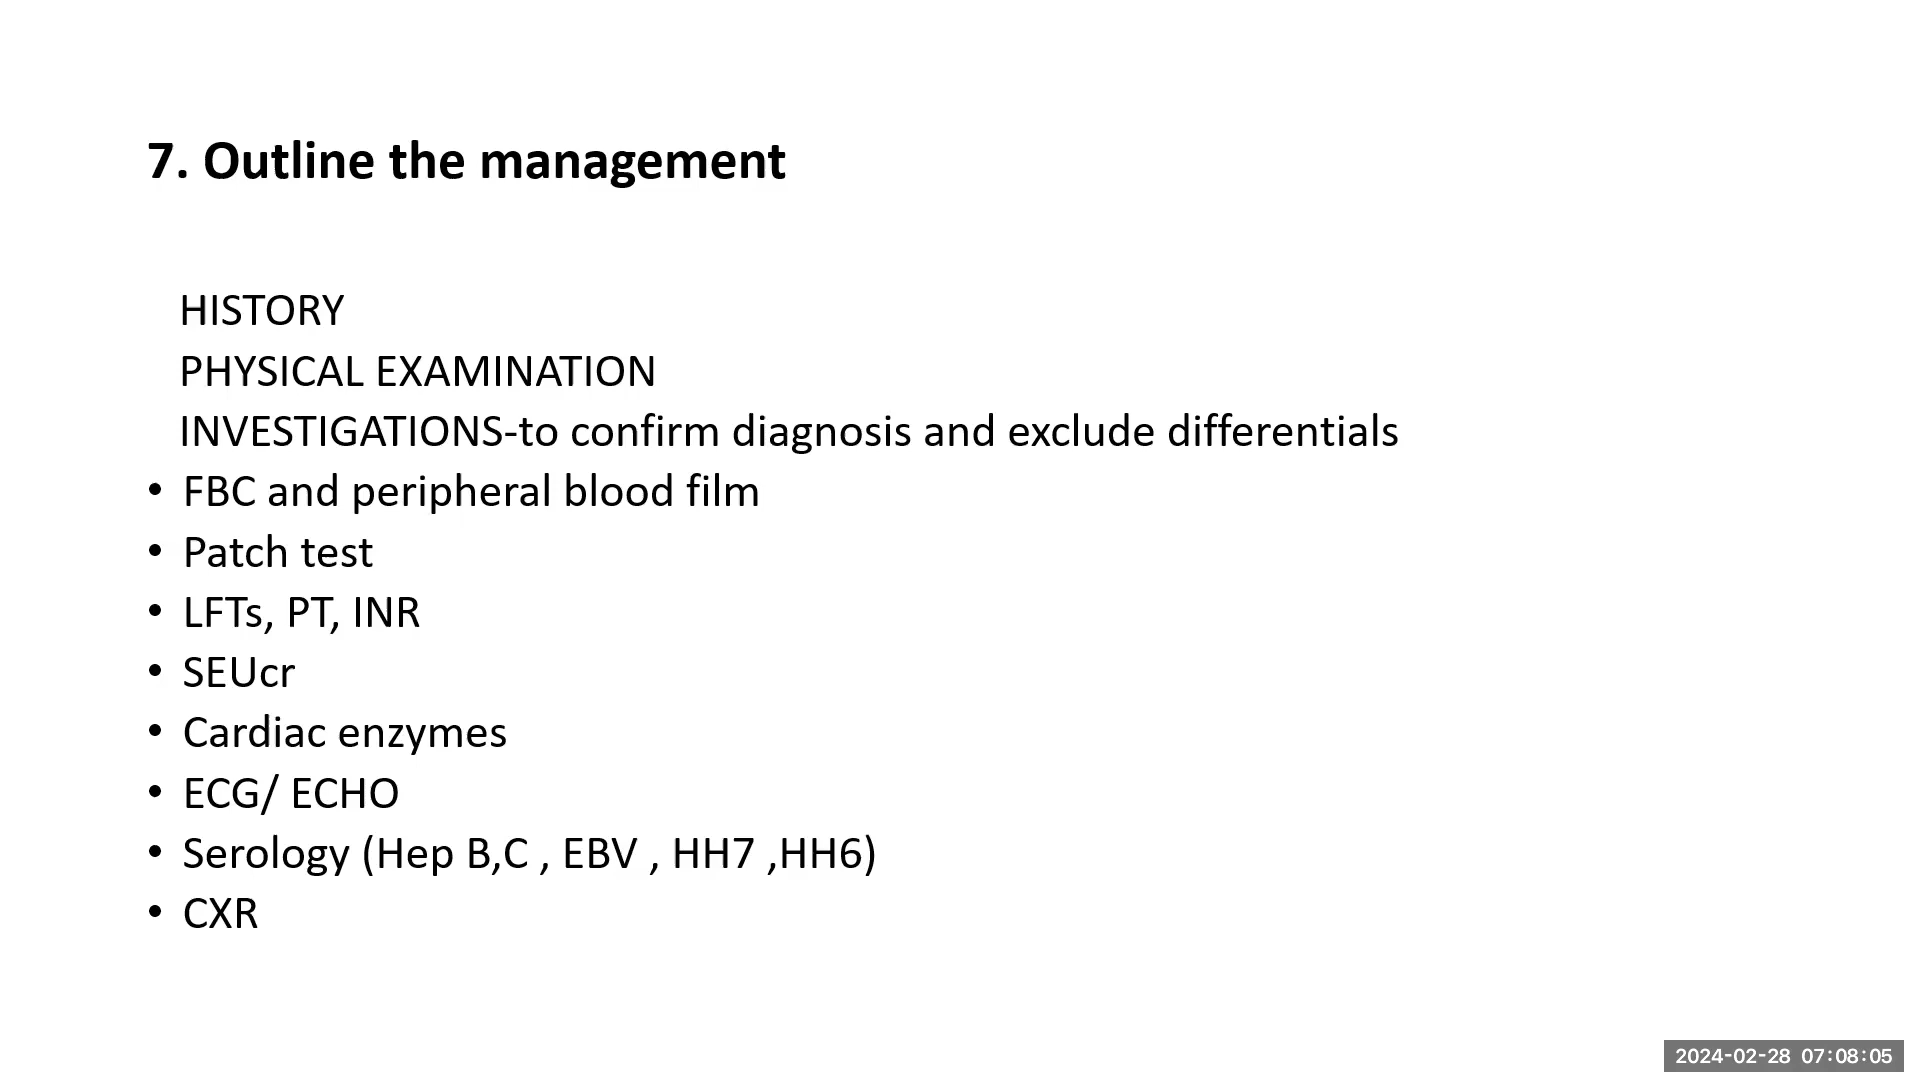 7. Outline the management
HISTORY
PHYSICAL EXAMINATION
INVESTIGATIONS-to confirm diagnosis and exclude differentials
• FBC and peripheral blood film
• Patch test
• LFTs, PT, INR
• SEUcr
• Cardiac enzymes
• ECG/ ECHO
• Serology (Hep B,C , EBV , HH7 ,HH6)
• CXR
2024-02-28 07:08:05